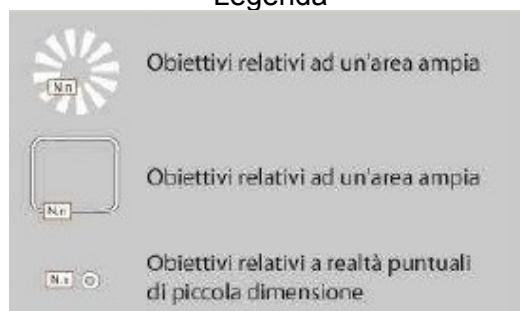 Legenda
N.n
Obiettivi relativi ad un'area ampia
N.n
Obiettivi relativi ad un'area ampia
N.n
Obiettivi relativi a realtà puntuali
di piccola dimensione